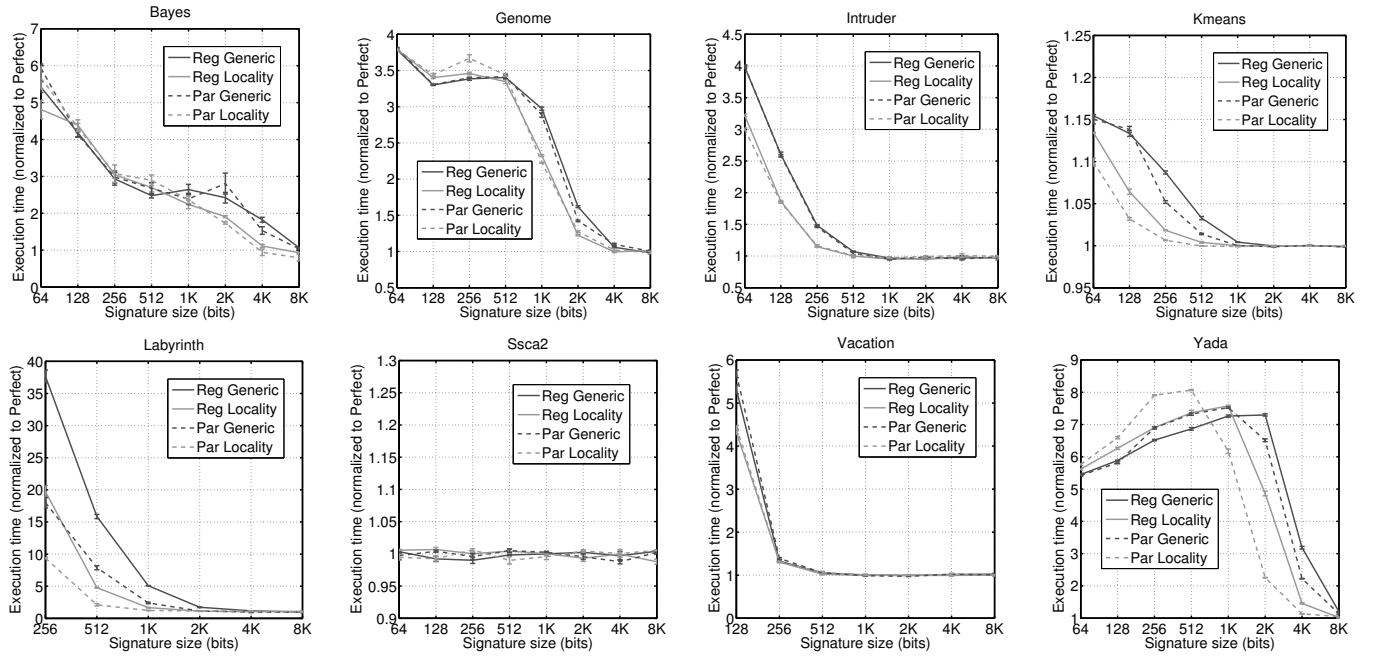 Bayes
Execution time (normalized to Perfect)
7
6
5
4
3
2
1
0
Reg Generic
Reg Locality
Par Generic
Par Locality
64 128 256 512 1K 2K 4K 8K
Signature size (bits)
Genome
Execution time (normalized to Perfect)
4
3.5
3
2.5
2
1.5
1
0.5
Reg Generic
Reg Locality
Par Generic
Par Locality
64 128 256 512 1K 2K 4K 8K
Signature size (bits)
Intruder
Execution time (normalized to Perfect)
4.5
4
3.5
3
2.5
2
1.5
1
0.5
Reg Generic
Reg Locality
Par Generic
Par Locality
64 128 256 512 1K 2K 4K 8K
Signature size (bits)
Kmeans
Execution time (normalized to Perfect)
1.25
1.2
1.15
1.1
1.05
1
0.95
Reg Generic
Reg Locality
Par Generic
Par Locality
64 128 256 512 1K 2K 4K 8K
Signature size (bits)
Labyrinth
Execution time (normalized to Perfect)
40
35
30
25
20
15
10
5
0
Reg Generic
Reg Locality
Par Generic
Par Locality
256 512 1K 2K 4K 8K
Signature size (bits)
Ssca2
Execution time (normalized to Perfect)
1.3
1.25
1.2
1.15
1.1
1.05
1
0.95
0.9
Reg Generic
Reg Locality
Par Generic
Par Locality
64 128 256 512 1K 2K 4K 8K
Signature size (bits)
Vacation
Execution time (normalized to Perfect)
6
5
4
3
2
1
0
Reg Generic
Reg Locality
Par Generic
Par Locality
128 256 512 1K 2K 4K 8K
Signature size (bits)
Yada
Execution time (normalized to Perfect)
9
8
7
6
5
4
3
2
1
Reg Generic
Reg Locality
Par Generic
Par Locality
64 128 256 512 1K 2K 4K 8K
Signature size (bits)